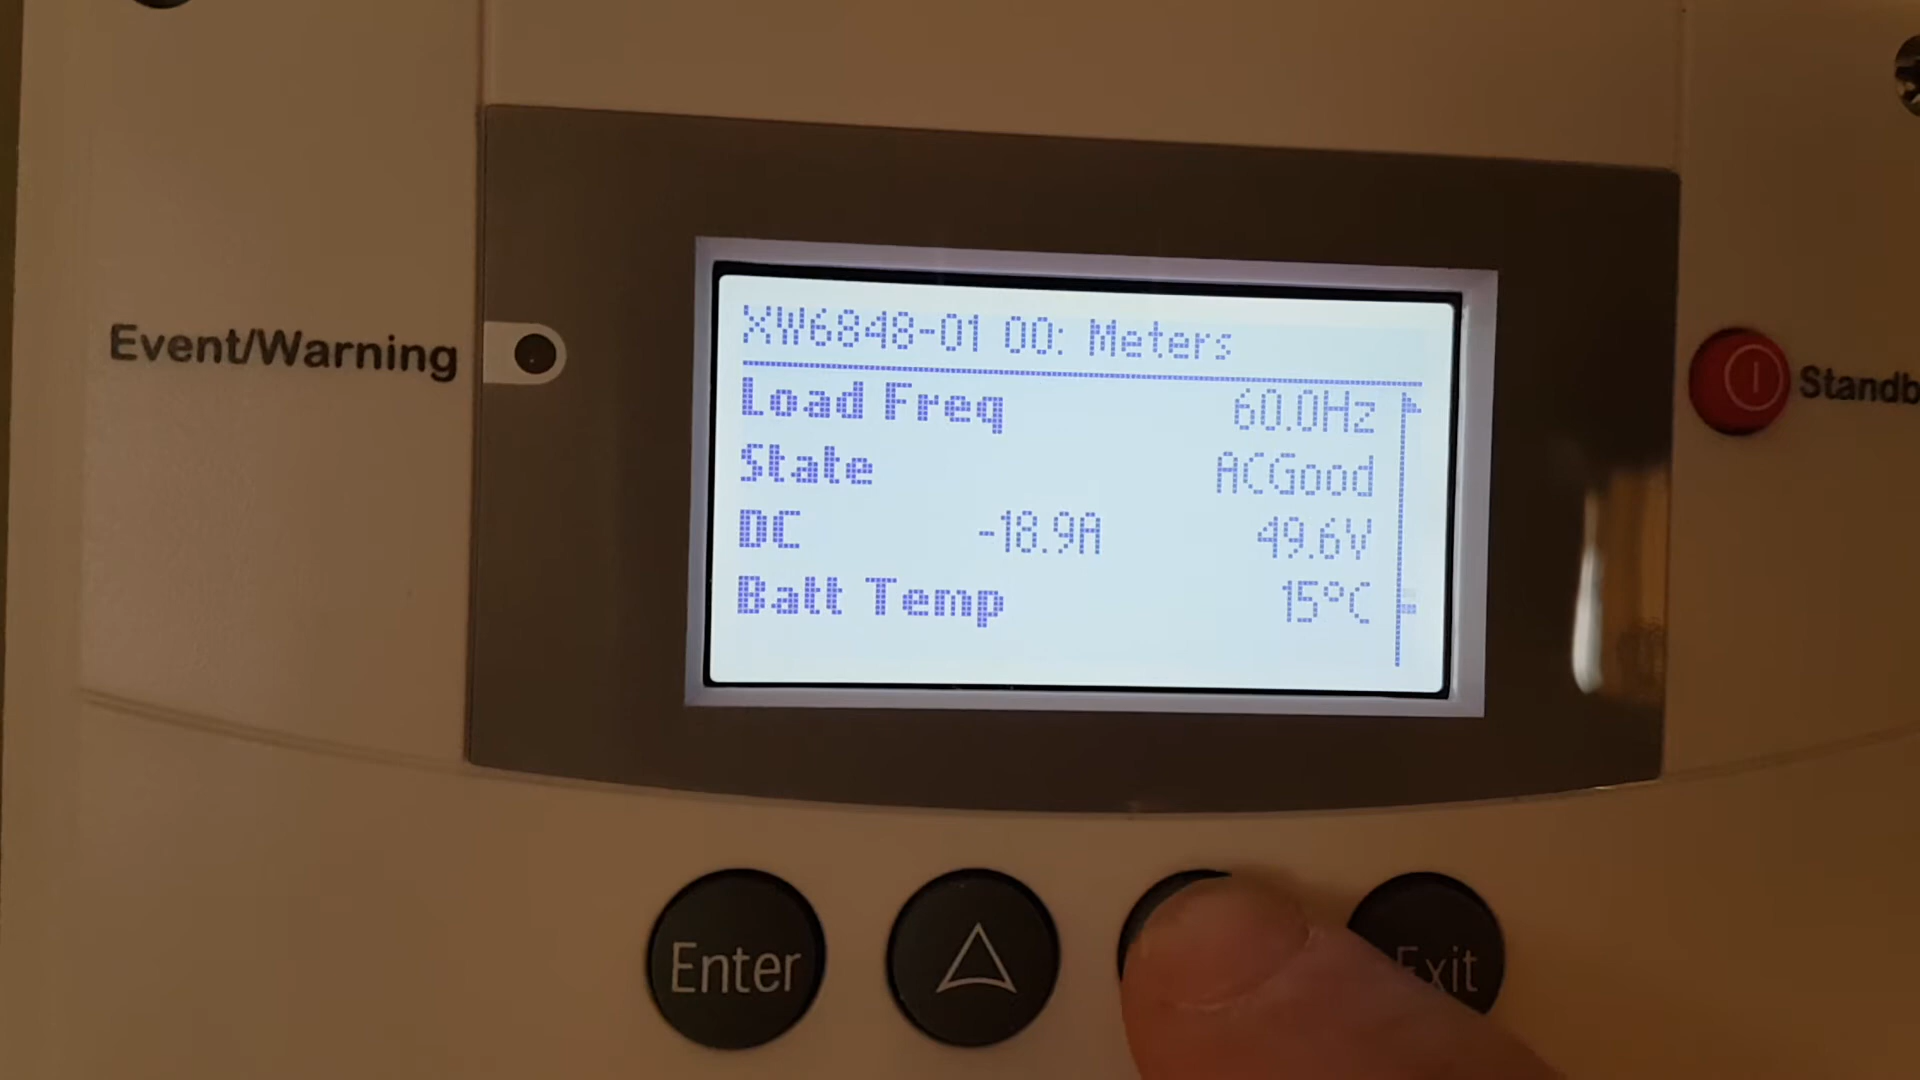 XW6848-01 00: Meters
Load Freq 60.0Hz
State ACGood
DC -18.9A 49.6V
Batt Temp 15°C
Event/Warning
Standb
Enter
Exit